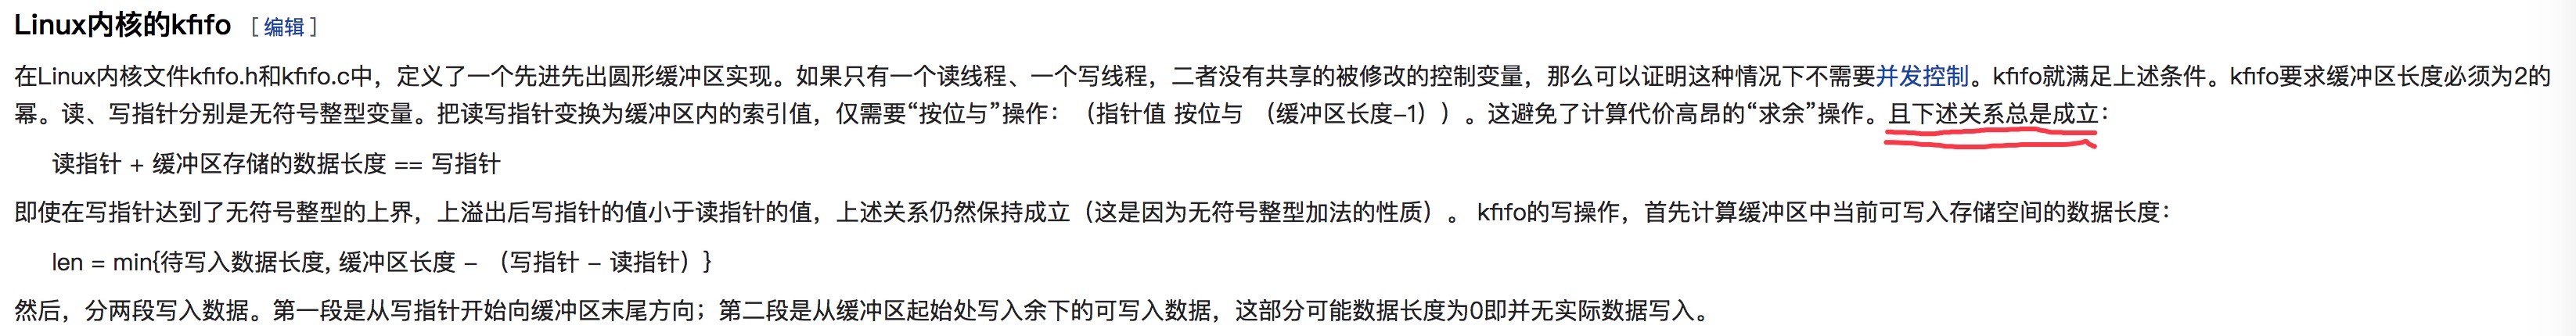 Linux内核的kfifo [编辑]
在Linux内核文件kfifo.h和kfifo.c中，定义了一个先进先出圆形缓冲区实现。如果只有一个读线程、一个写线程，二者没有共享的被修改的控制变量，那么可以证明这种情况下不需要并发控制。kfifo就满足上述条件。kfifo要求缓冲区长度必须为2的
幂。读、写指针分别是无符号整型变量。把读写指针变换为缓冲区内的索引值，仅需要“按位与”操作：（指针值 按位与 （缓冲区长度-1））。这避免了计算代价高昂的“求余”操作。且下述关系总是成立：
读指针 + 缓冲区存储的数据长度 == 写指针
即使在写指针达到了无符号整型的上界，上溢出后写指针的值小于读指针的值，上述关系仍然保持成立（这是因为无符号整型加法的性质）。 kfifo的写操作，首先计算缓冲区中当前可写入存储空间的数据长度：
len = min{待写入数据长度, 缓冲区长度 - （写指针 - 读指针）}
然后，分两段写入数据。第一段是从写指针开始向缓冲区末尾方向；第二段是从缓冲区起始处写入余下的可写入数据，这部分可能数据长度为0即并无实际数据写入。